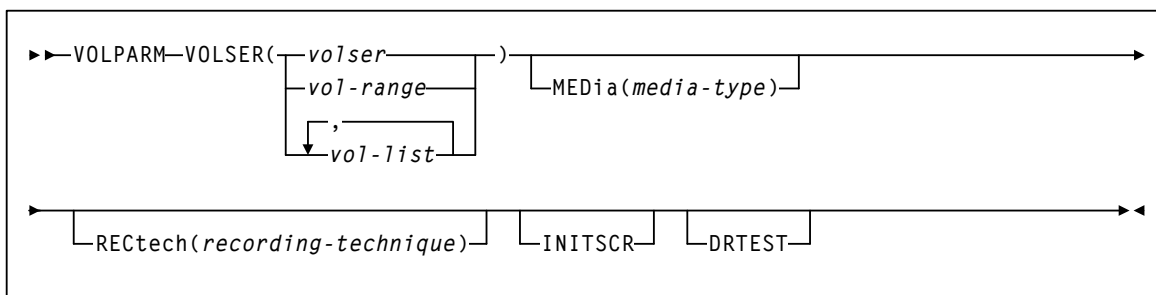 VOLPARM VOLSER( volser ) MEDia(media-type)
vol-range
,
vol-list
RECtech(recording-technique) INITSCR DRTEST